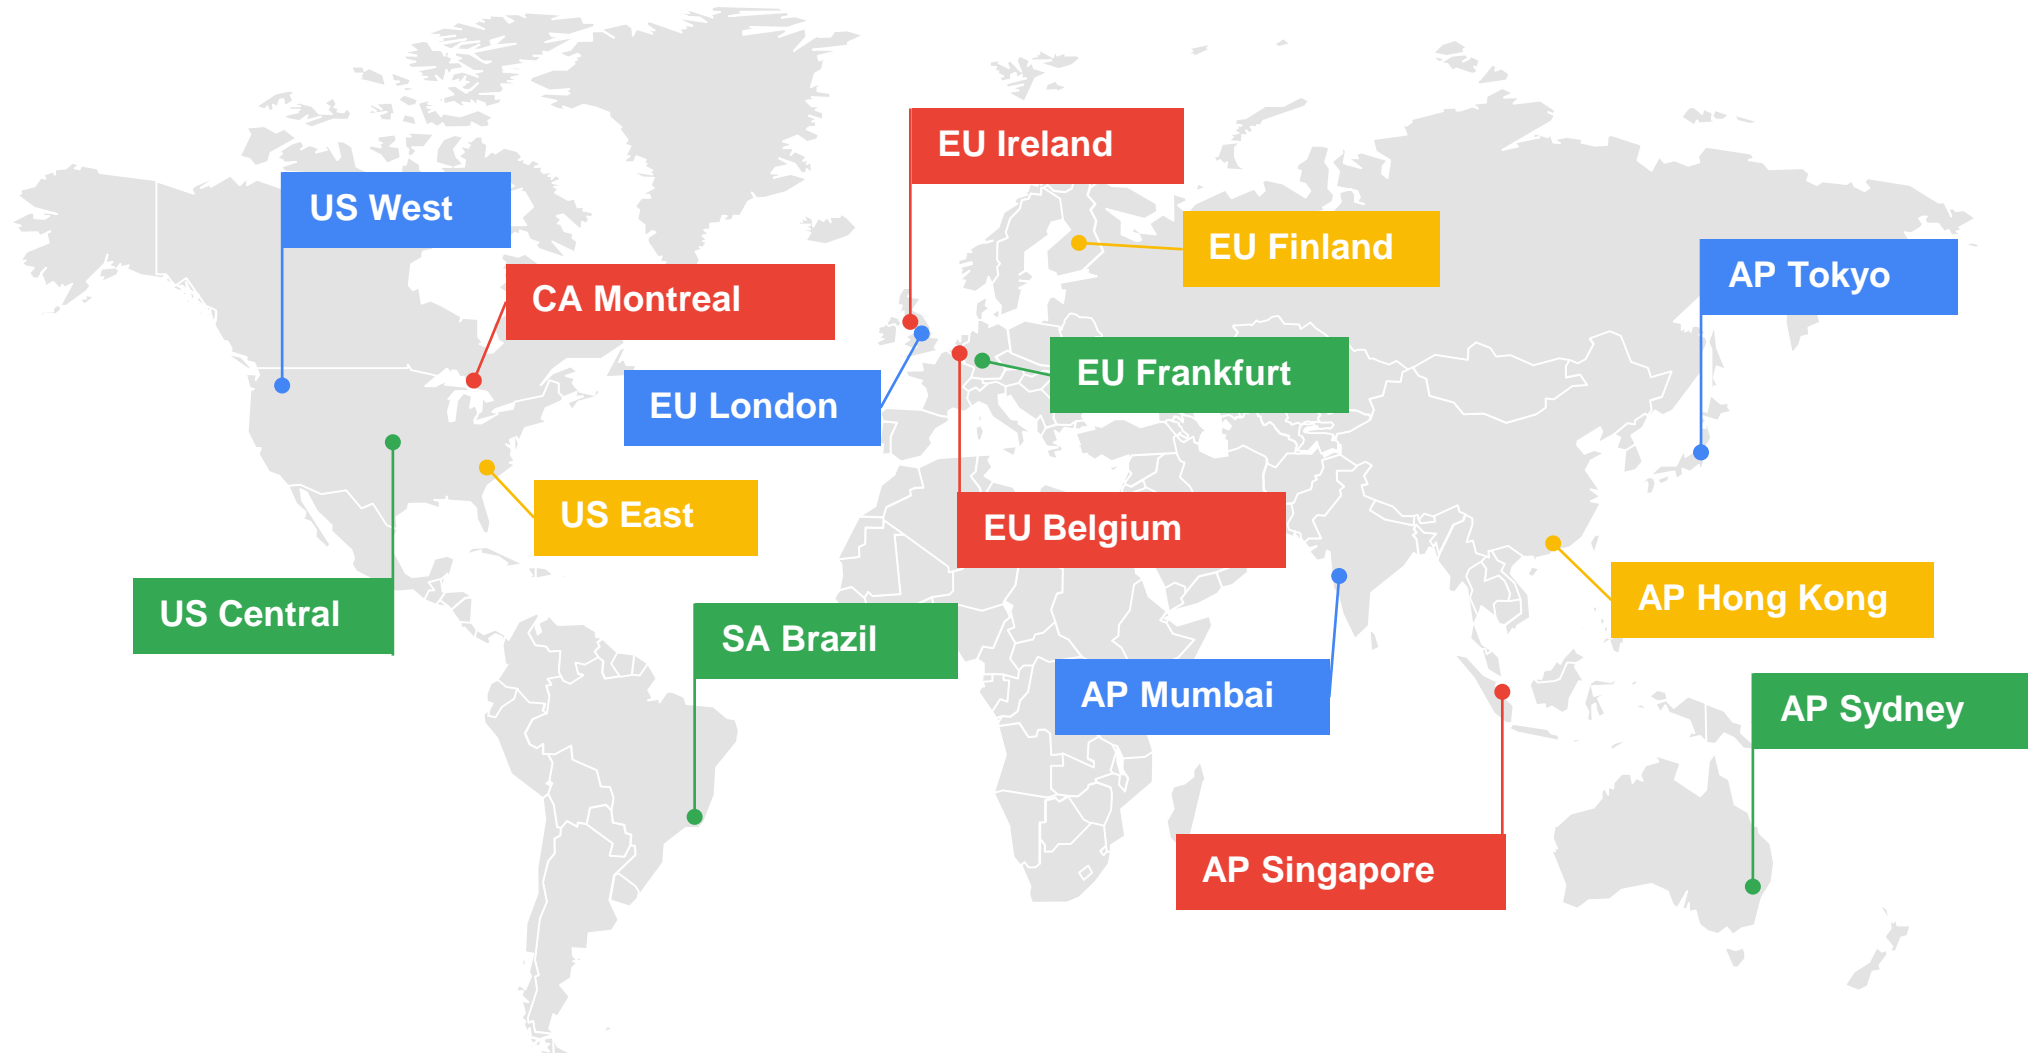 EU Ireland
US West
EU Finland
AP Tokyo
CA Montreal
EU Frankfurt
EU London
US East
EU Belgium
AP Hong Kong
US Central
SA Brazil
AP Mumbai
AP Sydney
AP Singapore